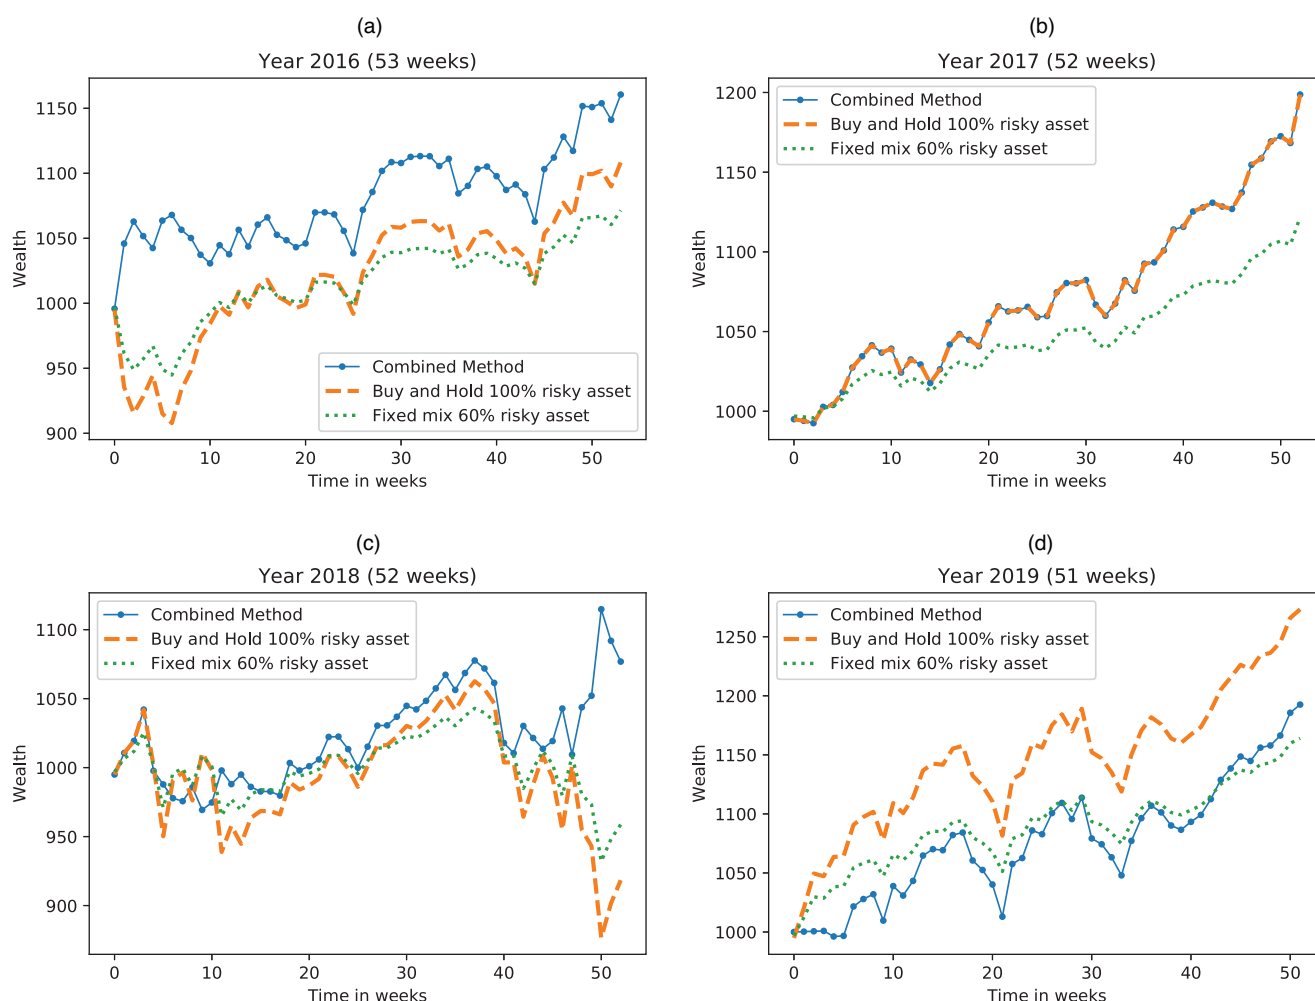 (a)
Year 2016 (53 weeks)
1150
1100
1050
1000
950
900
Wealth
Combined Method
Buy and Hold 100% risky asset
Fixed mix 60% risky asset
0 10 20 30 40 50
Time in weeks
(b)
Year 2017 (52 weeks)
1200
1150
1100
1050
1000
Wealth
Combined Method
Buy and Hold 100% risky asset
Fixed mix 60% risky asset
0 10 20 30 40 50
Time in weeks
(c)
Year 2018 (52 weeks)
1100
1050
1000
950
900
Wealth
Combined Method
Buy and Hold 100% risky asset
Fixed mix 60% risky asset
0 10 20 30 40 50
Time in weeks
(d)
Year 2019 (51 weeks)
1250
1200
1150
1100
1050
1000
Wealth
Combined Method
Buy and Hold 100% risky asset
Fixed mix 60% risky asset
0 10 20 30 40 50
Time in weeks